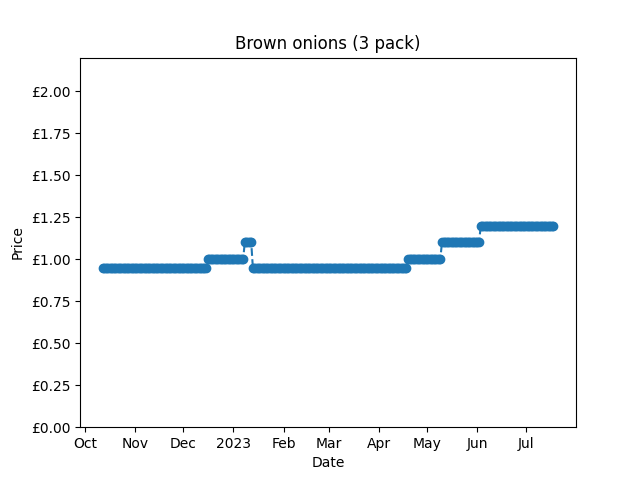 Brown onions (3 pack)
£2.00
£1.75
£1.50
£1.25
£1.00
£0.75
£0.50
£0.25
£0.00
Price
Oct Nov Dec 2023 Feb Mar Apr May Jun Jul
Date